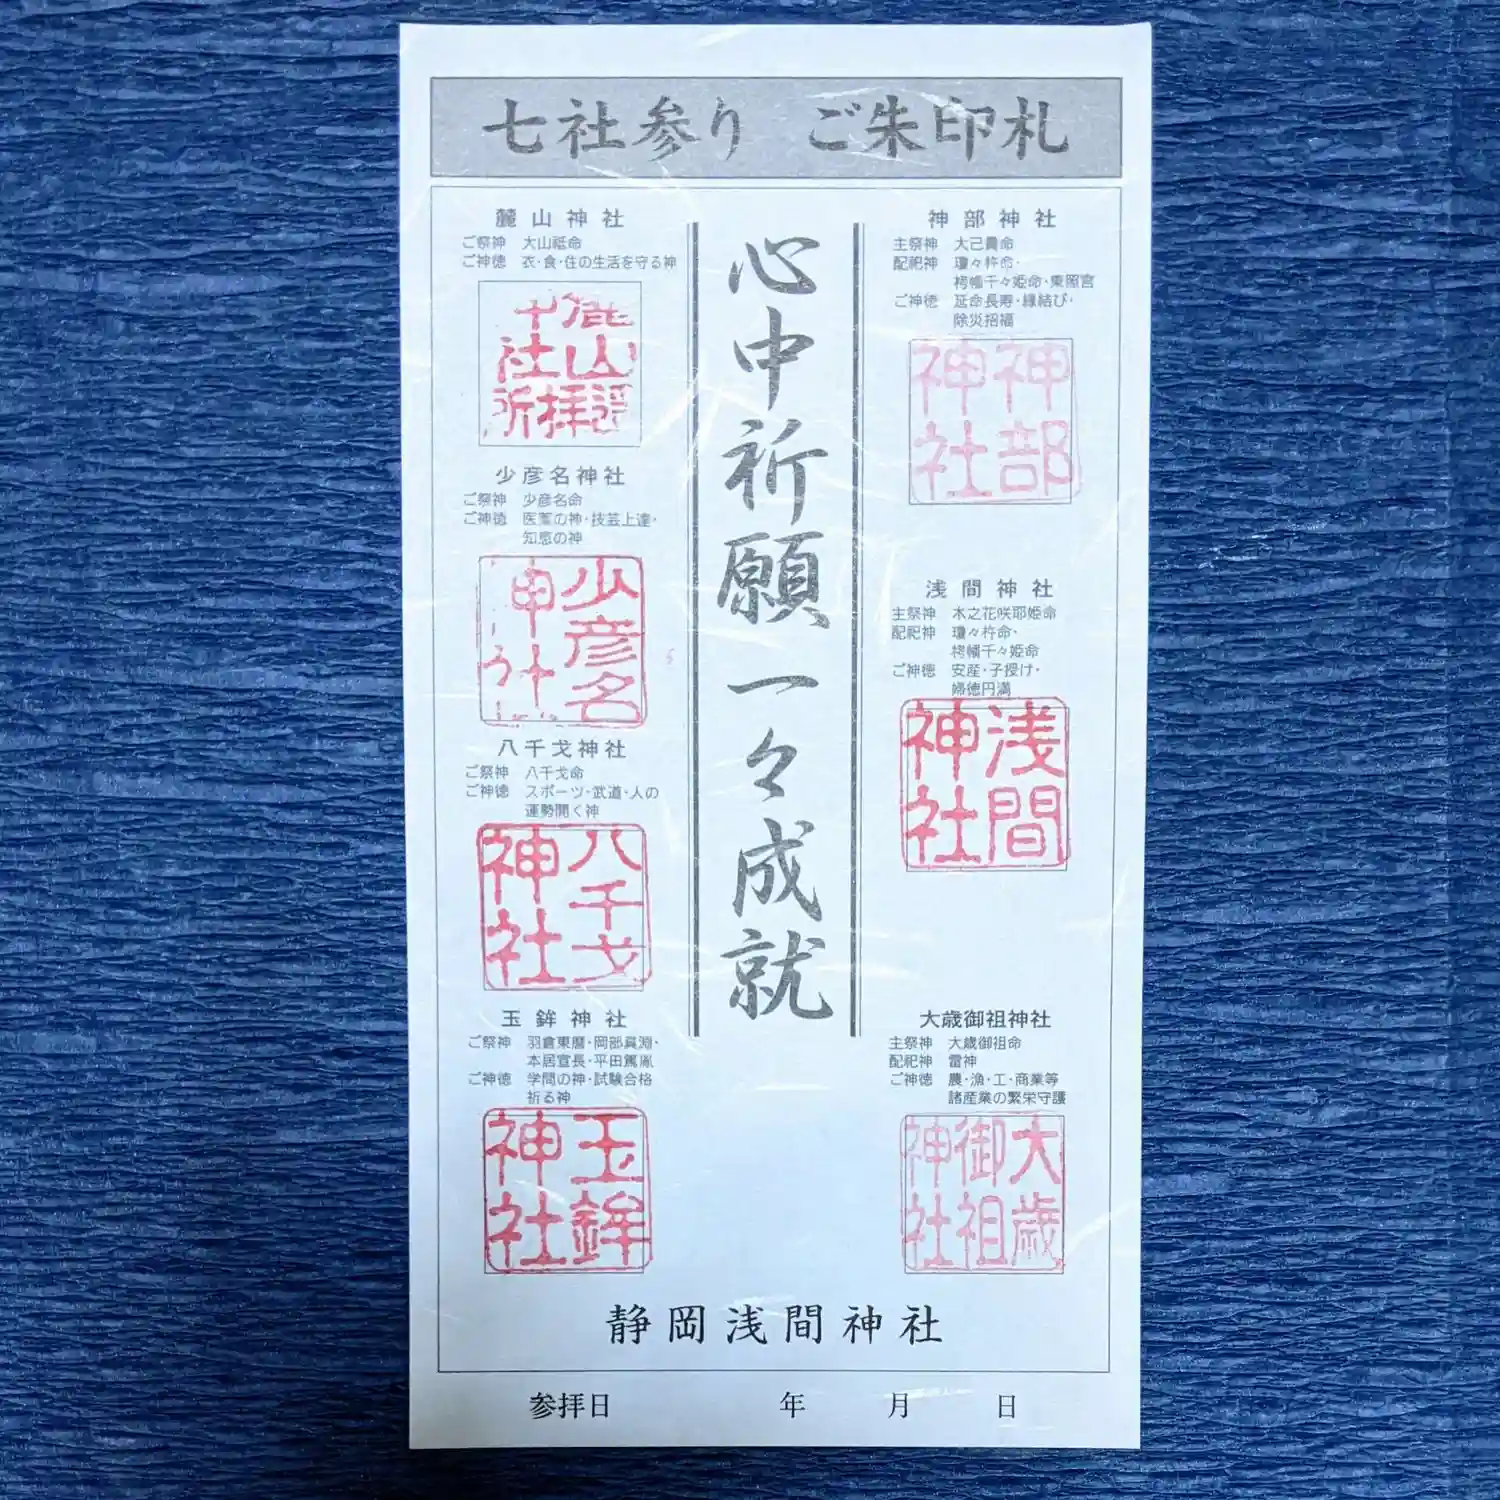 七社参り ご朱印札
神部神社
主祭神 大己貴命
配祀神 瓊々杵命・
栲幡千々姫命・東照宮
ご神徳 延命長寿・縁結び・
除災招福
神部
神社
浅間神社
主祭神 木之花咲耶姫命
配祀神 瓊々杵命・
栲幡千々姫命
ご神徳 安産・子授け・
婦徳円満
浅間
神社
大歳御祖神社
主祭神 大歳御祖命
配祀神 雷神
ご神徳 農・漁・工・商業等
諸産業の繁栄守護
大歳
御祖
神社
心中祈願一々成就
麓山神社
ご祭神 大山祗命
ご神徳 衣・食・住の生活を守る神
麓山
神社
遥拝所
少彦名神社
ご祭神 少彦名命
ご神徳 医薬の神・技芸上達・
知恵の神
少彦名
神社
八千戈神社
ご祭神 八千戈命
ご神徳 スポーツ・武道・人の
運勢開く神
八千戈
神社
玉鉾神社
ご祭神 羽倉東麿・岡部真淵・
本居宣長・平田篤胤
ご神徳 学問の神・試験合格
祈る神
玉鉾
神社
静岡浅間神社
参拝日 年 月 日